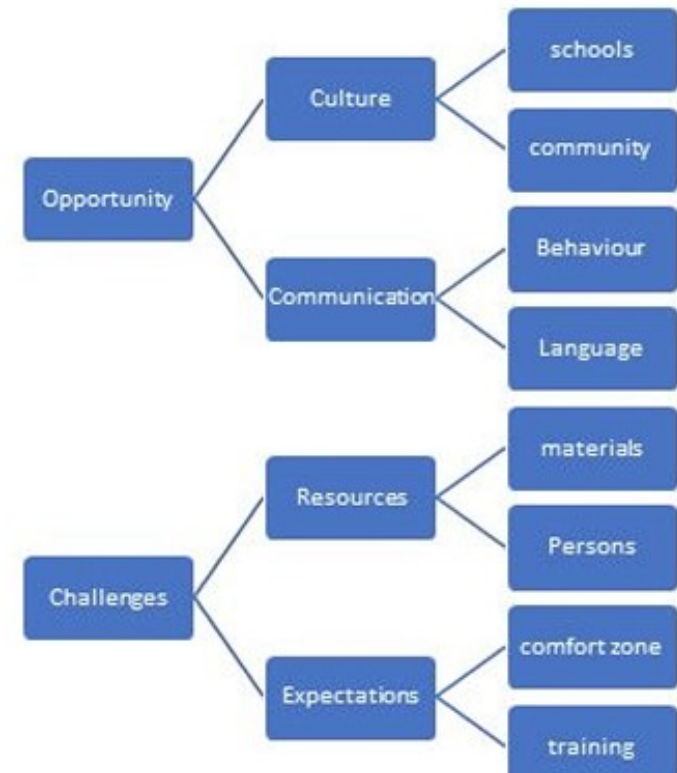 Opportunity
Culture
schools
community
Communication
Behaviour
Language
Challenges
Resources
materials
Persons
Expectations
comfort zone
training